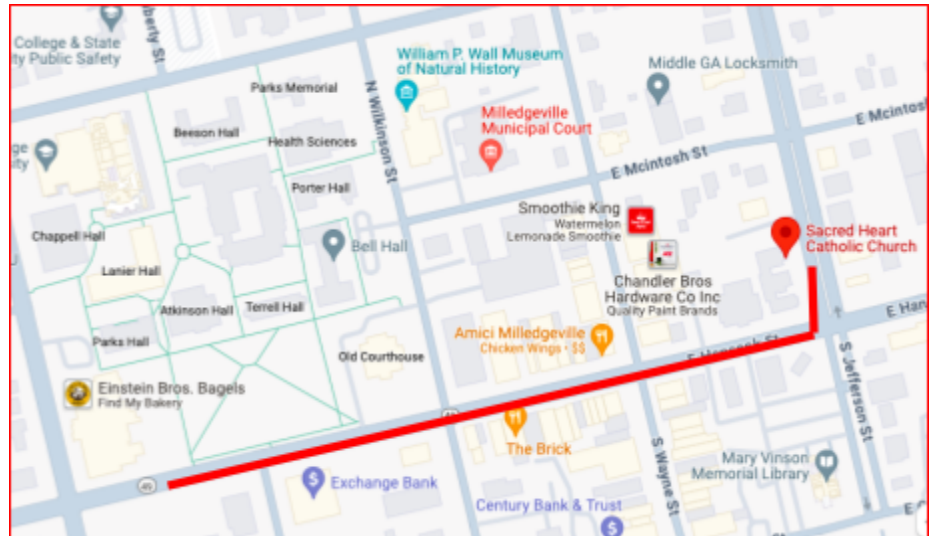 College & State
ty Public Safety
berty St
Parks Memorial
N Wilkinson St
William P. Wall Museum
of Natural History
Middle GA Locksmith
Milledgeville
Municipal Court
E Mcintosh
E Mcintosh St
ge
ity
Beeson Hall
Health Sciences
Porter Hall
Chappell Hall
Bell Hall
Smoothie King
Watermelon
Lemonade Smoothie
Sacred Heart
Catholic Church
Lanier Hall
Chandler Bros
Hardware Co Inc
Quality Paint Brands
Atkinson Hall
Terrell Hall
Parks Hall
Old Courthouse
Amici Milledgeville
Chicken Wings • $$
E Han
S Jefferson St
Einstein Bros. Bagels
Find My Bakery
The Brick
S Wayne St
Mary Vinson
Memorial Library
49
Exchange Bank
Century Bank & Trust